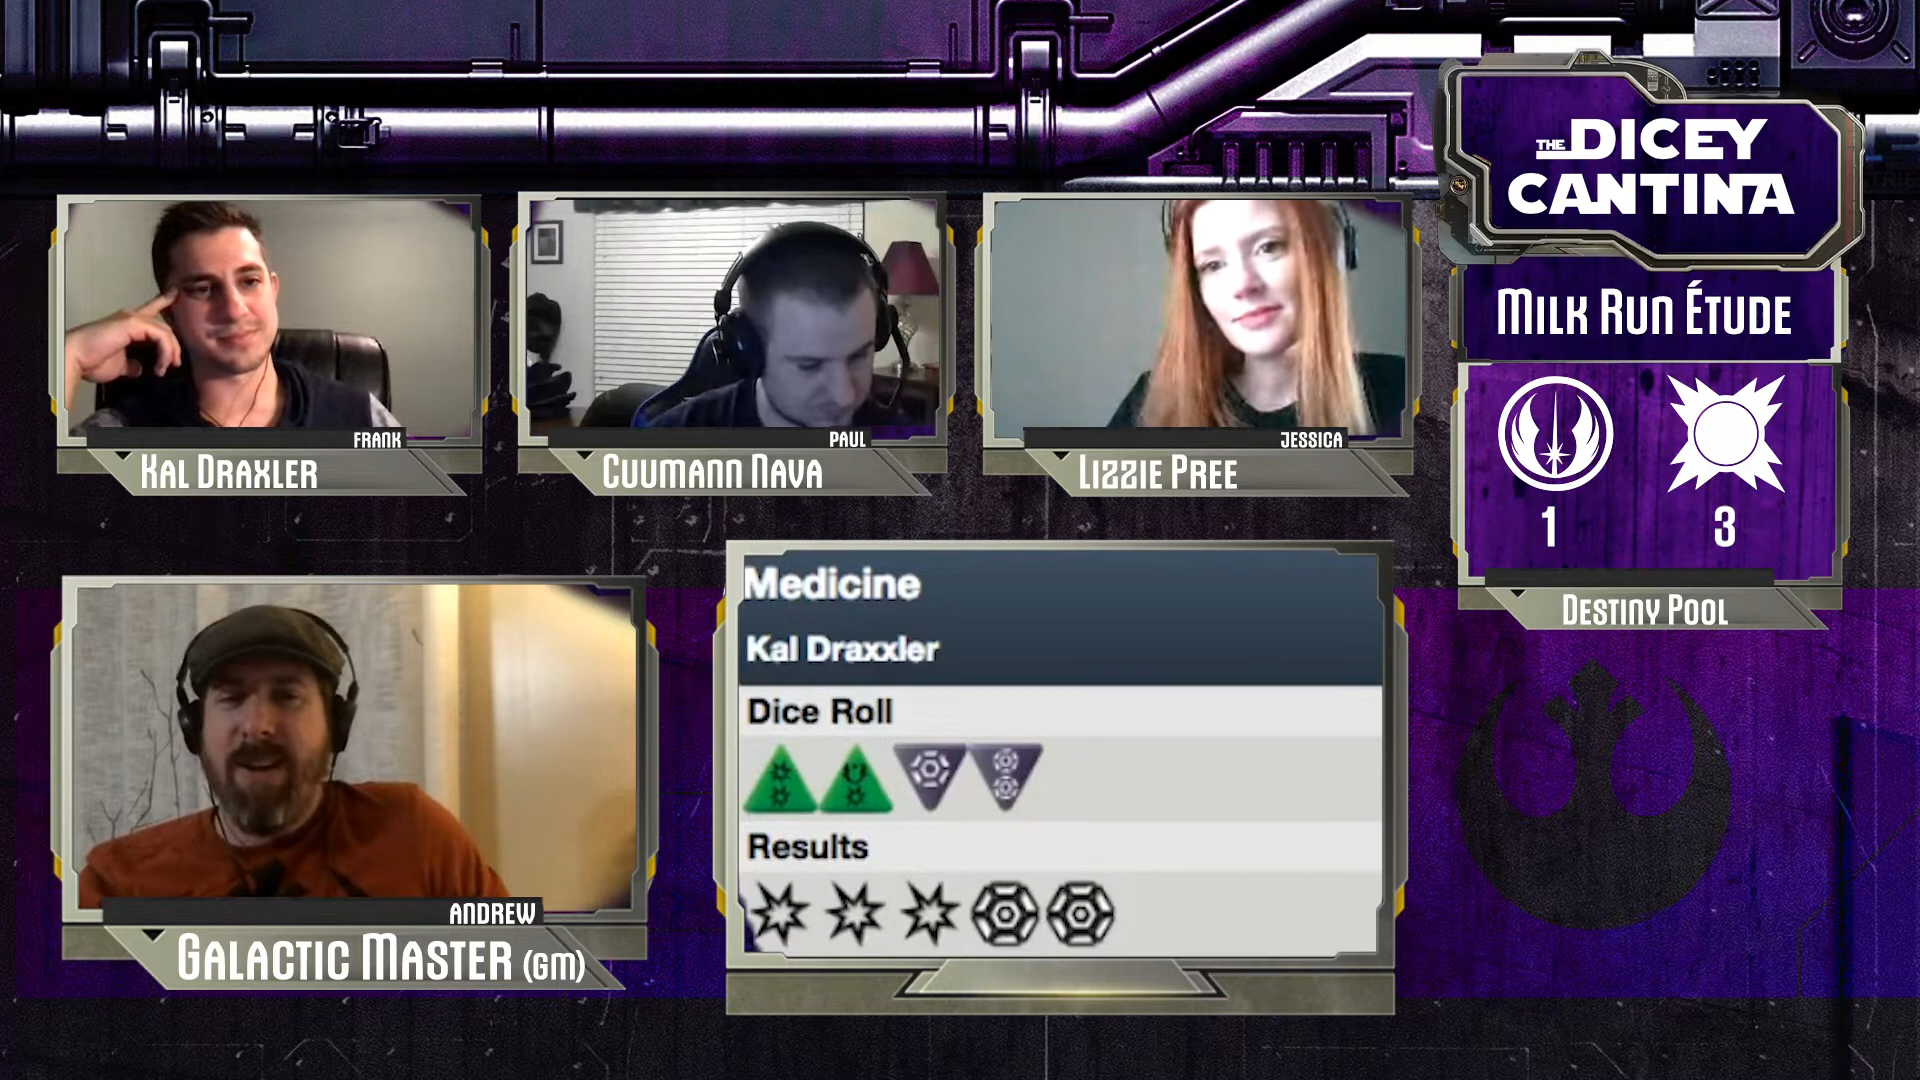 THE DICEY
CANTINA
MILK RUN ÉTUDE
1
3
DESTINY POOL
FRANK
KAL DRAXLER
PAUL
CUUMANN NAVA
JESSICA
LIZZIE PREE
ANDREW
GALACTIC MASTER (GM)
Medicine
Kal Draxxler
Dice Roll
Results